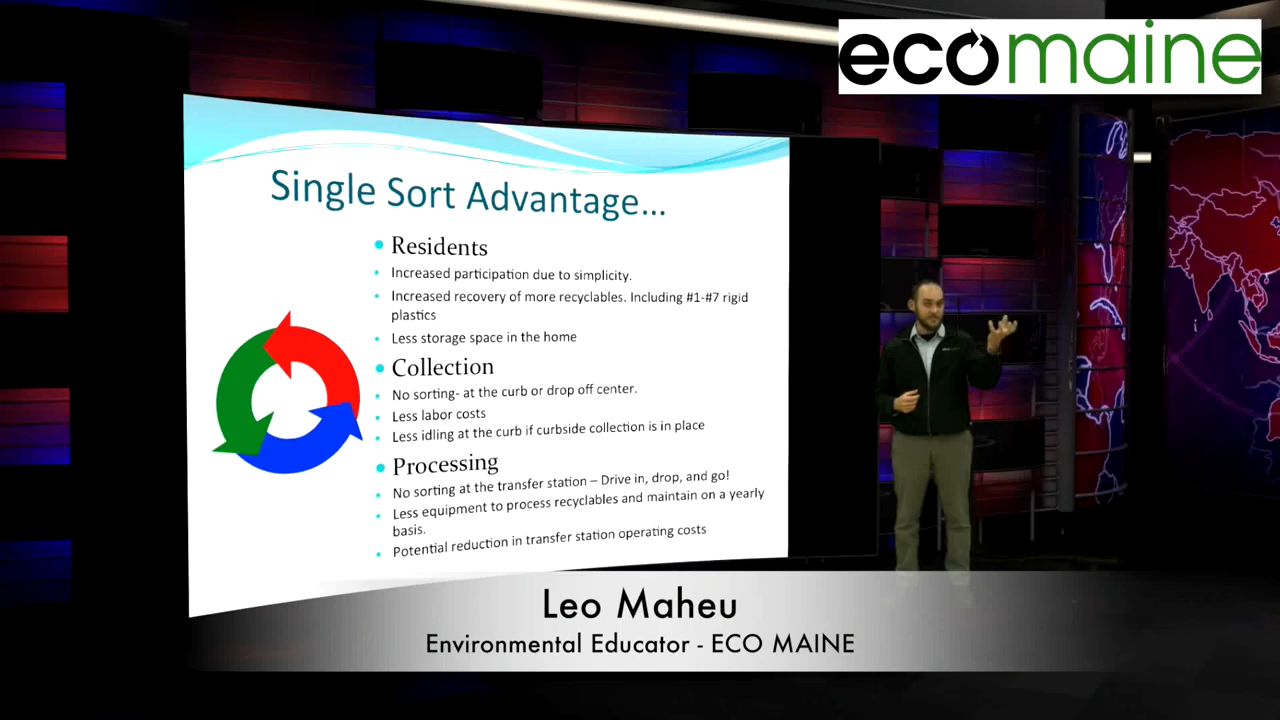 ecomaine
Single Sort Advantage...
• Residents
• Increased participation due to simplicity.
• Increased recovery of more recyclables. Including #1-#7 rigid
plastics
• Less storage space in the home
• Collection
• No sorting- at the curb or drop off center.
• Less labor costs
• Less idling at the curb if curbside collection is in place
• Processing
• No sorting at the transfer station – Drive in, drop, and go!
• Less equipment to process recyclables and maintain on a yearly
basis.
• Potential reduction in transfer station operating costs
Leo Maheu
Environmental Educator - ECO MAINE